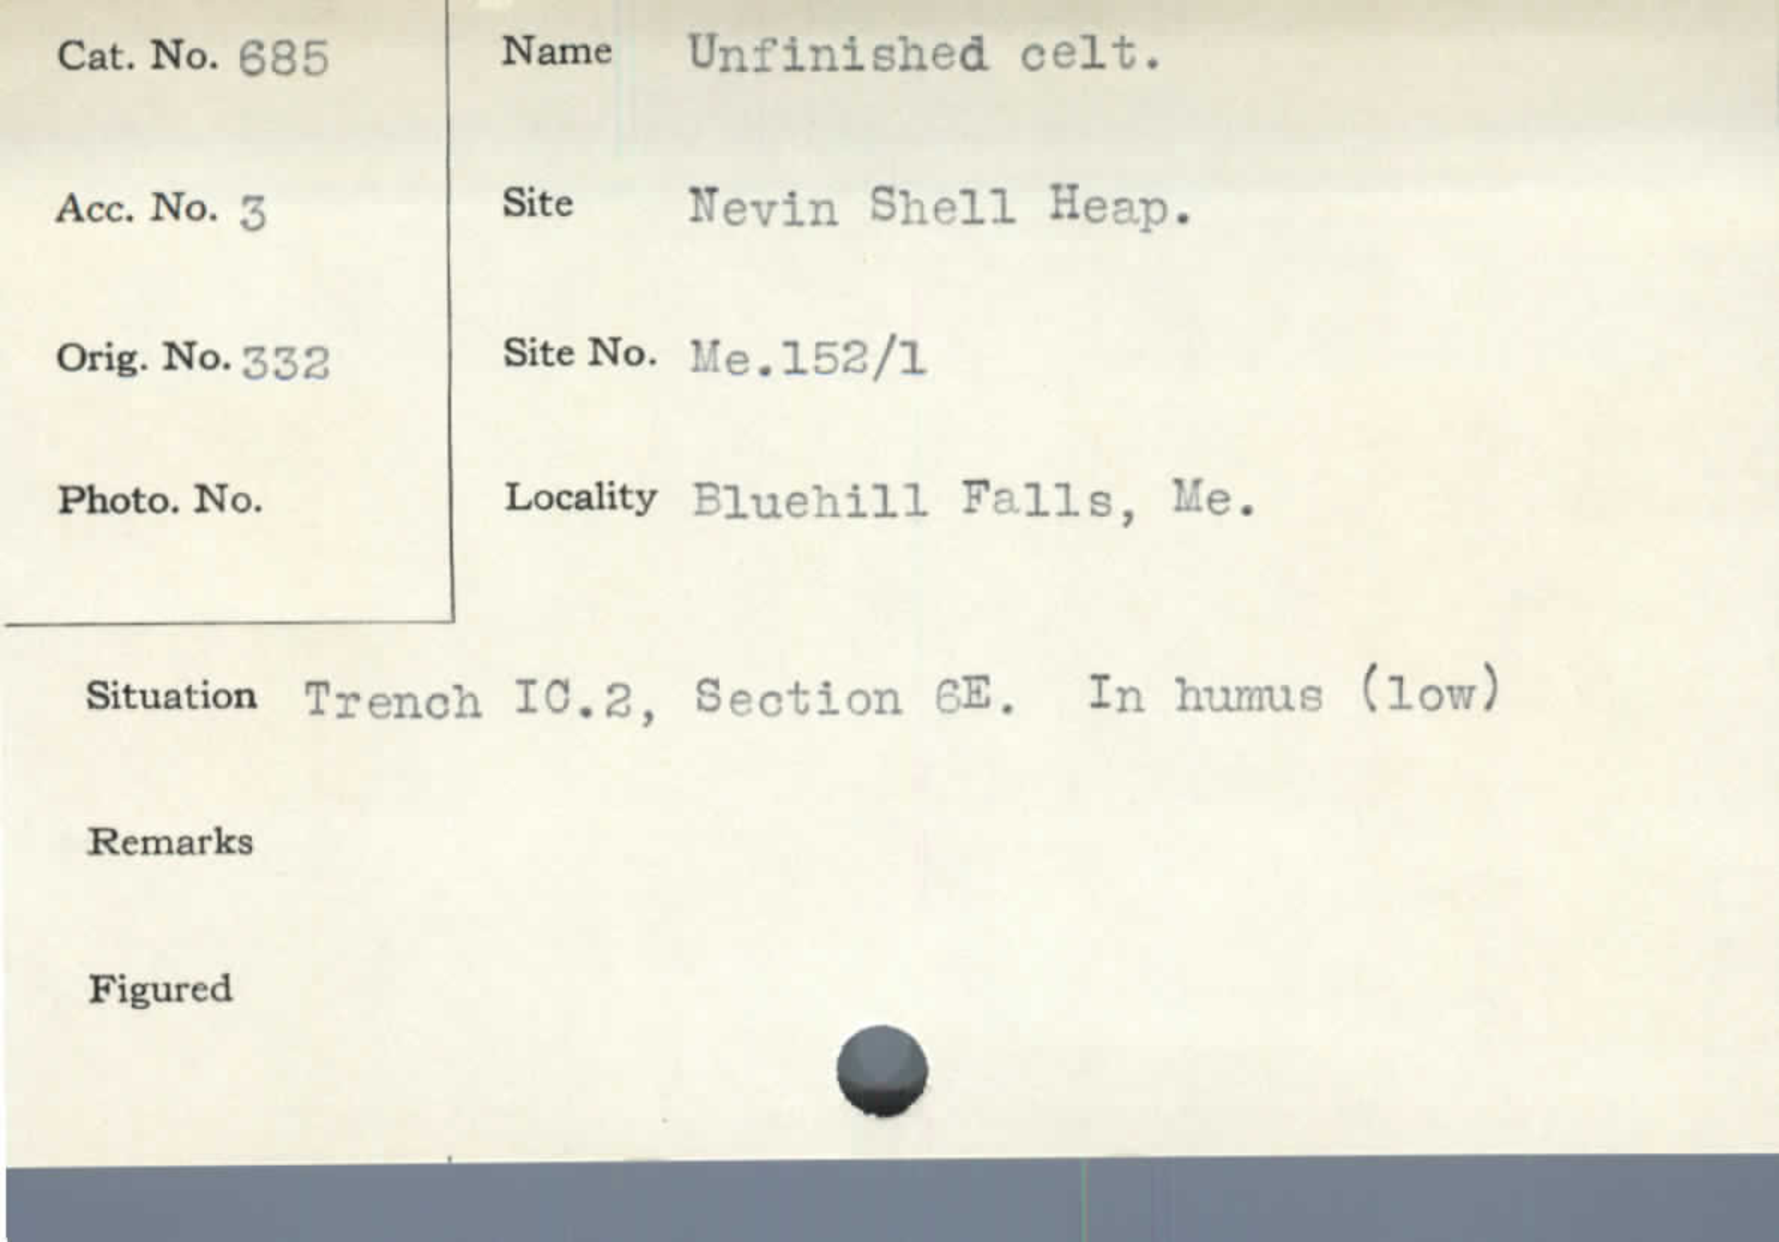 Cat. No. 685
Name Unfinished celt.
Acc. No. 3
Site Nevin Shell Heap.
Orig. No. 332
Site No. Me.152/1
Photo. No.
Locality Bluehill Falls, Me.
Situation Trench IC.2, Section 6E. In humus (low)
Remarks
Figured